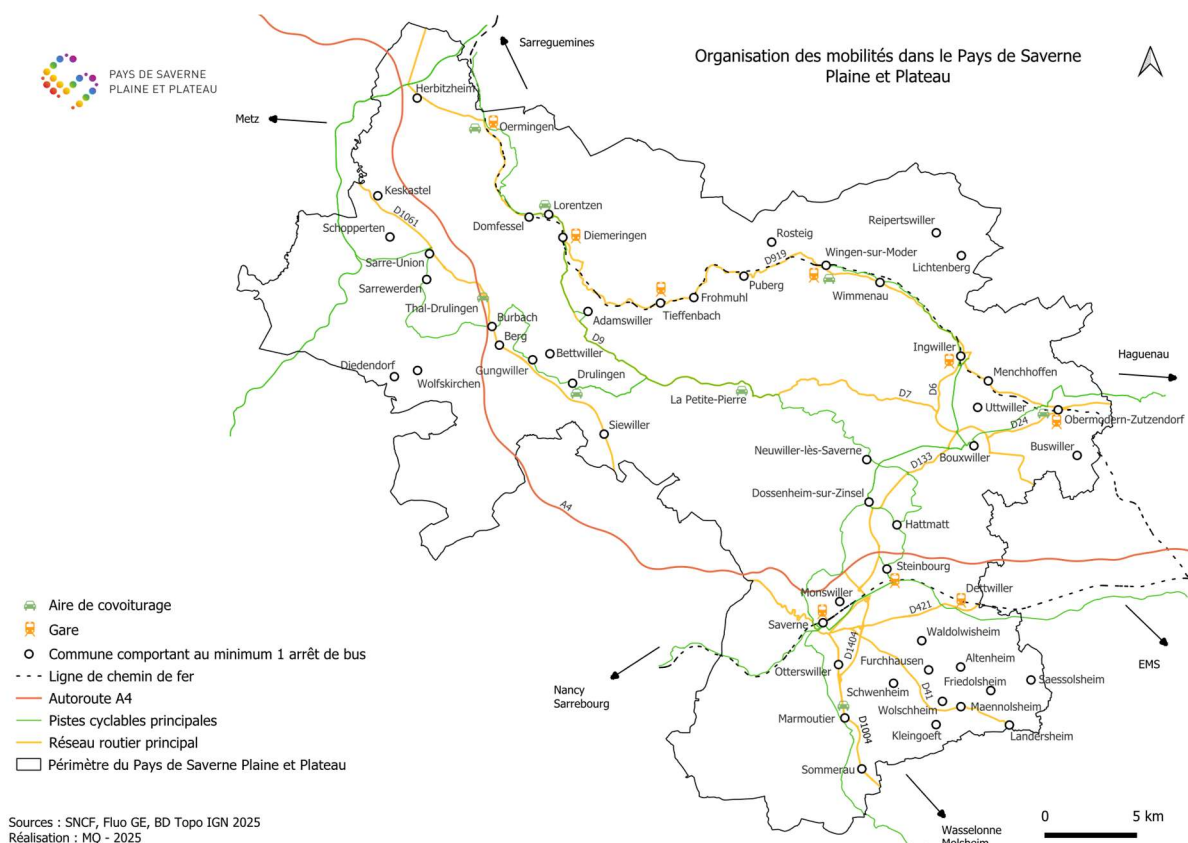 Organisation des mobilités dans le Pays de Saverne
Plaine et Plateau
PAYS DE SAVERNE
PLAINE ET PLATEAU
Sarreguemines
Metz
Herbitzheim
Oermingen
Keskastel
D1061
Schopperten
Sarre-Union
Sarrewerden
Thal-Drulingen
Domfessel
Lorentzen
Diemeringen
Rosteig
Reipertswiller
Lichtenberg
D919
Wingen-sur-Moder
Wimmenau
Puberg
Frohmuhl
Tieffenbach
Adamswiller
D9
Burbach
Berg
Bettwiller
Gungwiller
Drulingen
Diedendorf
Wolfskirchen
Siewiller
La Petite-Pierre
Ingwiller
Menchhoffen
Haguenau
D7
D6
Uttwiller
D24
Obermodern-Zutzendorf
Buswiller
Bouxwiller
D133
Neuwiller-lès-Saverne
Dossenheim-sur-Zinsel
Hattmatt
A4
Steinbourg
Monswiller
Dettwiller
D421
Saverne
D1404
Waldolwisheim
Otterswiller
Furchhausen
Altenheim
Friedolsheim
Saessolsheim
Schwenheim
D41
Wolschheim
Maennolsheim
Kleingoeft
Landersheim
Marmoutier
D1004
Sommerau
EMS
Nancy
Sarrebourg
Wasselonne
Molsheim
Aire de covoiturage
Gare
Commune comportant au minimum 1 arrêt de bus
Ligne de chemin de fer
Autoroute A4
Pistes cyclables principales
Réseau routier principal
Périmètre du Pays de Saverne Plaine et Plateau
Sources : SNCF, Fluo GE, BD Topo IGN 2025
Réalisation : MQ - 2025
0 5 km